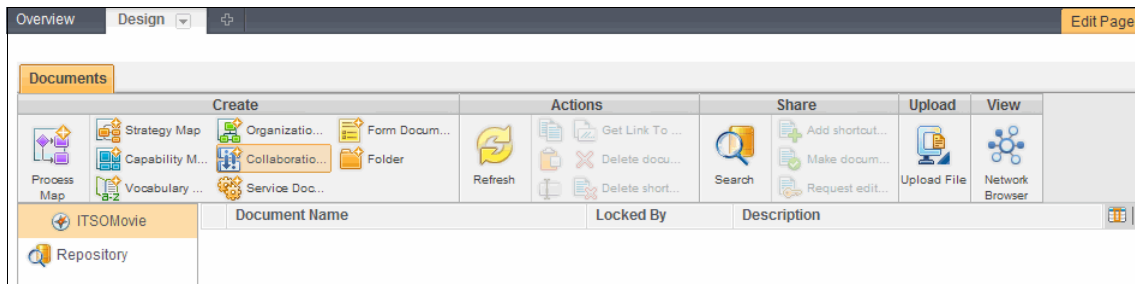 Overview Design Edit Page
Documents
Create Actions Share Upload View
Strategy Map Organizatio... Form Docum... Get Link To ... Add shortcut...
Capability M... Collaboratio... Folder Delete docu... Make docum...
Process Map Vocabulary ... a-z Service Doc... Refresh Delete short... Search Request edit... Upload File Network Browser
ITSOMovie Document Name Locked By Description
Repository